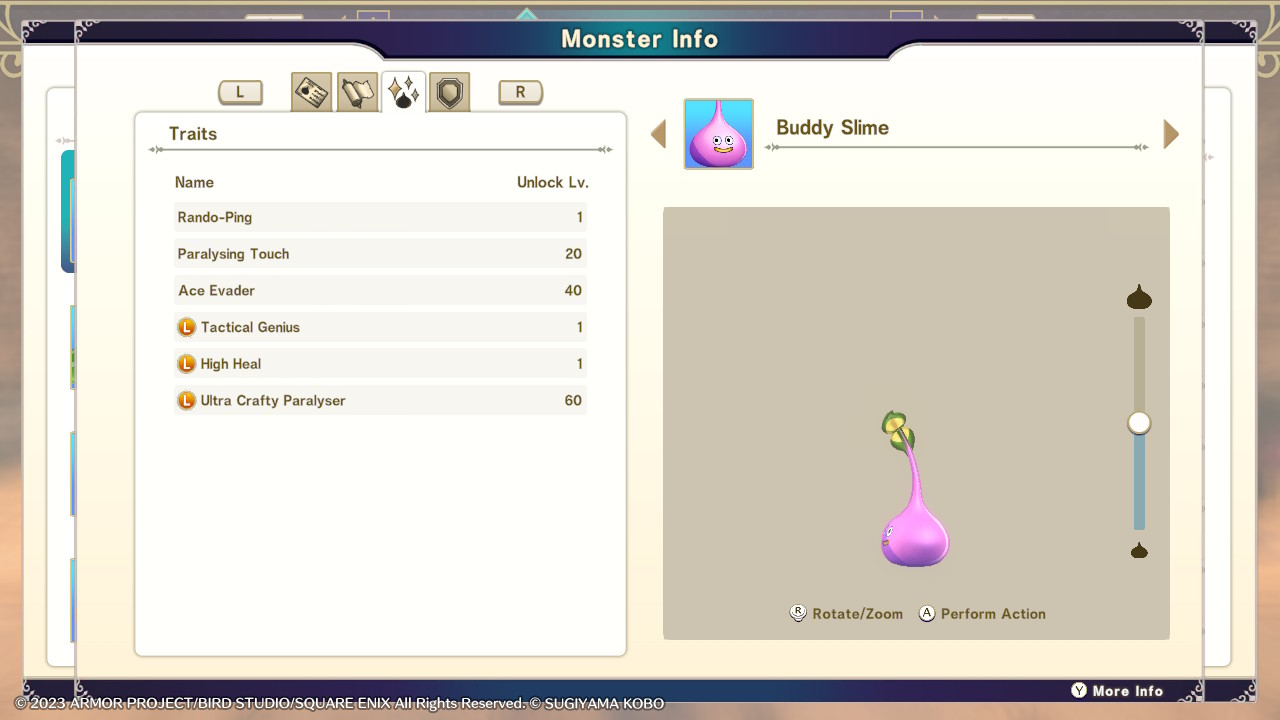 Monster Info
L
R
Traits
Name Unlock Lv.
Rando-Ping 1
Paralysing Touch 20
Ace Evader 40
L Tactical Genius 1
L High Heal 1
L Ultra Crafty Paralyser 60
Buddy Slime
R Rotate/Zoom A Perform Action
Y More Info
© 2023 ARMOR PROJECT/BIRD STUDIO/SQUARE ENIX All Rights Reserved. © SUGIYAMA KOBO